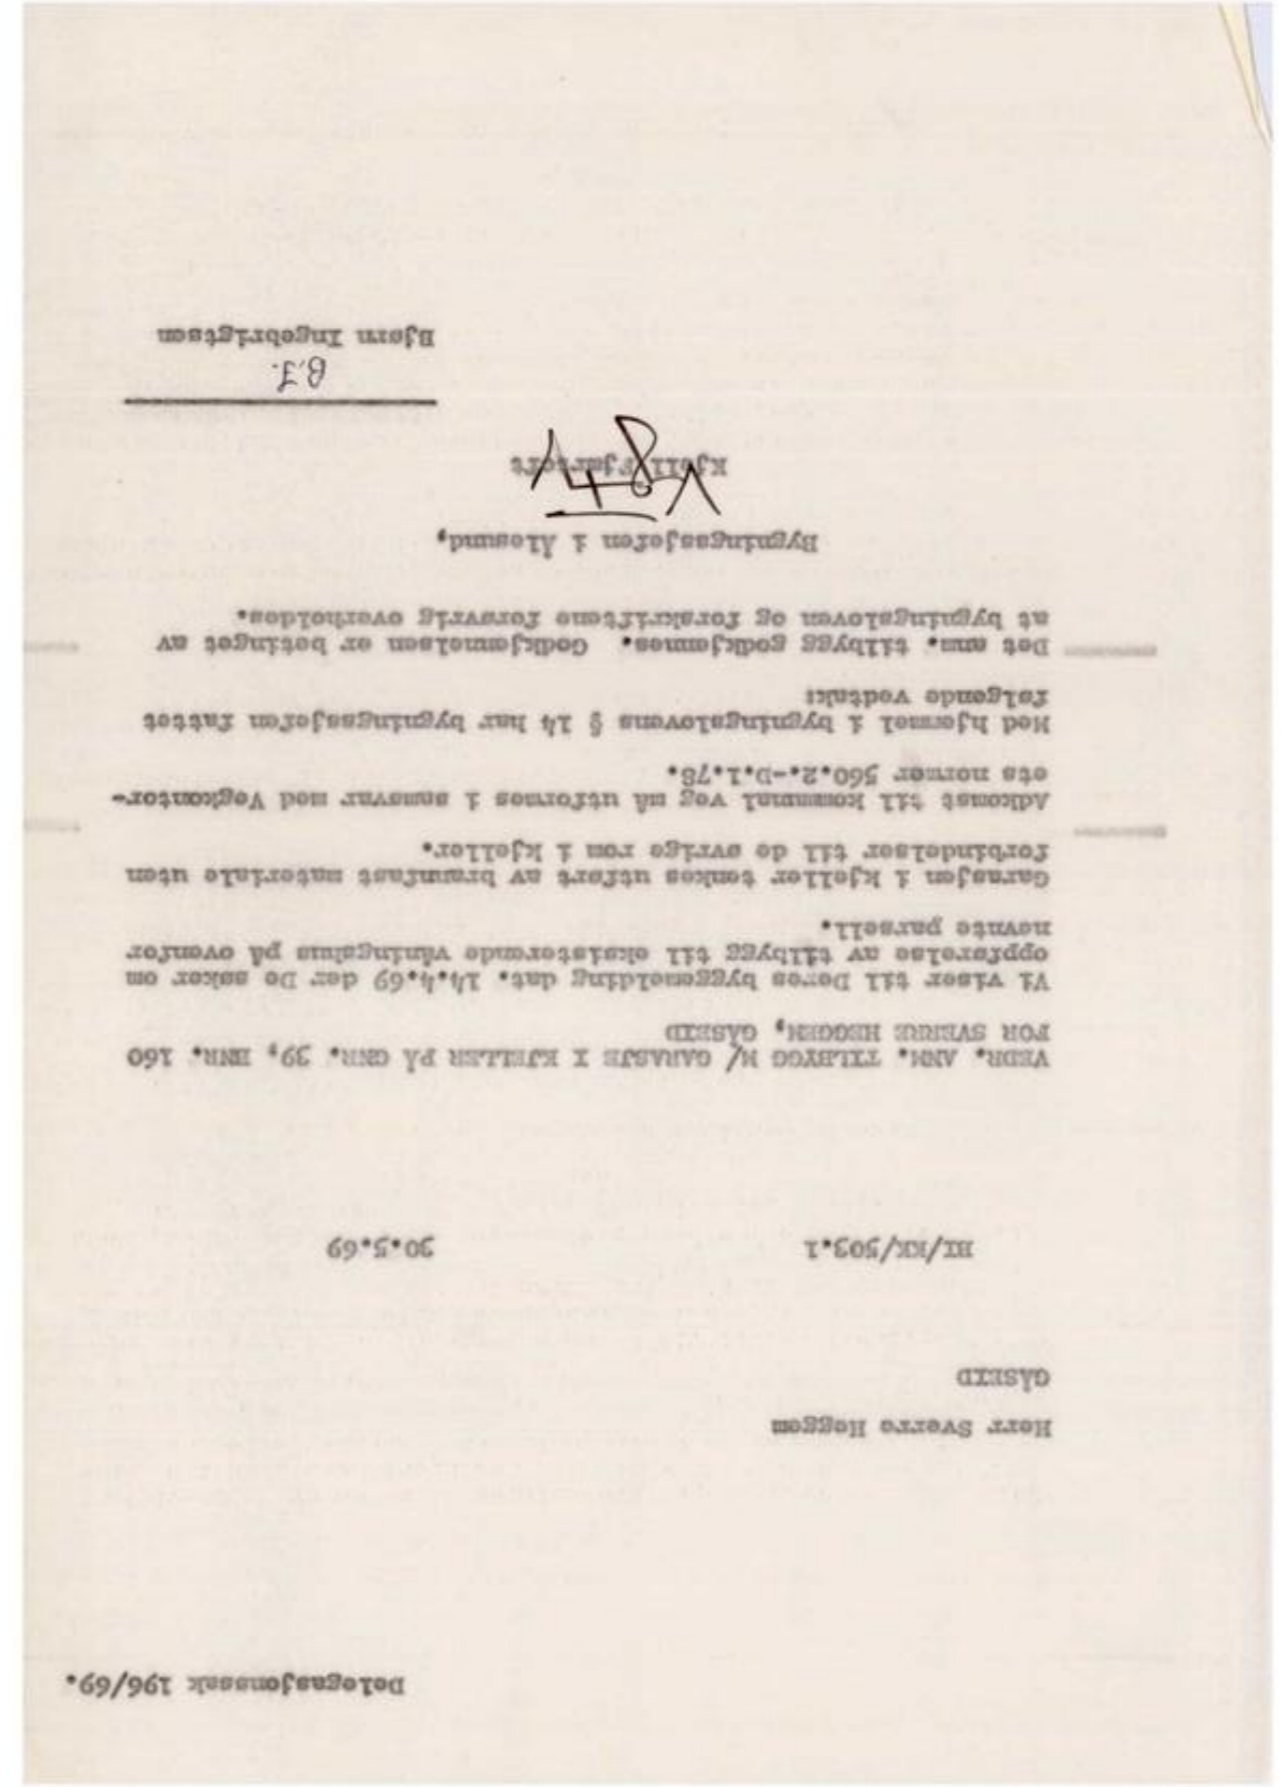 Delegasjonssak 196/69.
Herr Sverre Heggem
GÅSEID
BI/KK/503.1 30.5.69
VEDR. ANM. TILBYGG M/ GARASJE I KJELLER PÅ GNR. 39, BNR. 160
FOR SVERRE HEGGEM, GÅSEID
Vi viser til Deres byggemelding dat. 14.4.69 der De søker om
oppførelse av tilbygg til eksisterende våningshus på ovenfor
nevnte parsell.
Garasjen i kjeller tenkes utført av brannfast materiale uten
forbindelser til de øvrige rom i kjeller.
Adkomst til kommunal veg må utformes i samsvar med Vegkontor-
ets normer 560.2.-D.1.78.
Med hjemmel i bygningslovens § 14 har bygningssjefen fattet
følgende vedtak:
Det anm. tilbygg godkjennes. Godkjennelsen er betinget av
at bygningsloven og forskriftene forøvrig overholdes.
Bygningssjefen i Ålesund,
Kjell Fjørtoft
B.I.
Bjørn Ingebrigtsen